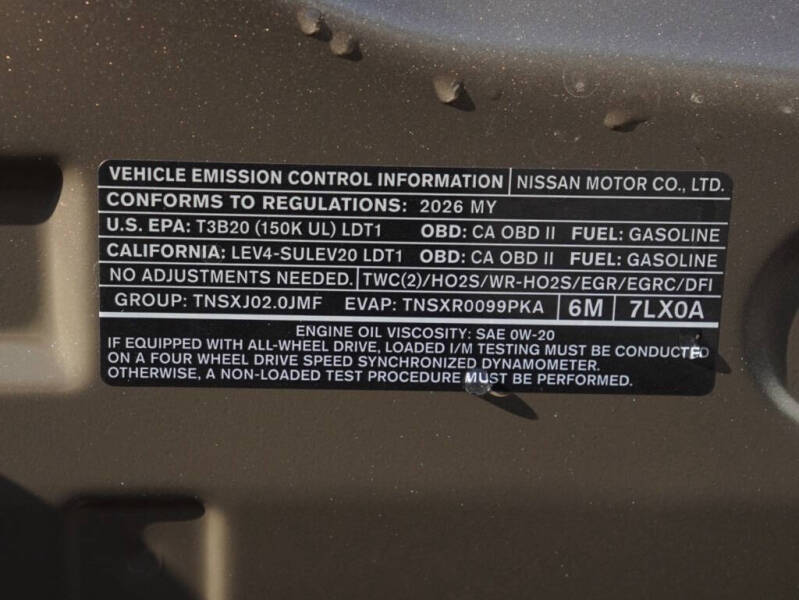 VEHICLE EMISSION CONTROL INFORMATION NISSAN MOTOR CO., LTD.
CONFORMS TO REGULATIONS: 2026 MY
U.S. EPA: T3B20 (150K UL) LDT1 OBD: CA OBD II FUEL: GASOLINE
CALIFORNIA: LEV4-SULEV20 LDT1 OBD: CA OBD II FUEL: GASOLINE
NO ADJUSTMENTS NEEDED. TWC(2)/HO2S/WR-HO2S/EGR/EGRC/DFI
GROUP: TNSXJ02.0JMF EVAP: TNSXR0099PKA 6M 7LX0A
ENGINE OIL VISCOSITY: SAE 0W-20
IF EQUIPPED WITH ALL-WHEEL DRIVE, LOADED I/M TESTING MUST BE CONDUCTED
ON A FOUR WHEEL DRIVE SPEED SYNCHRONIZED DYNAMOMETER.
OTHERWISE, A NON-LOADED TEST PROCEDURE MUST BE PERFORMED.